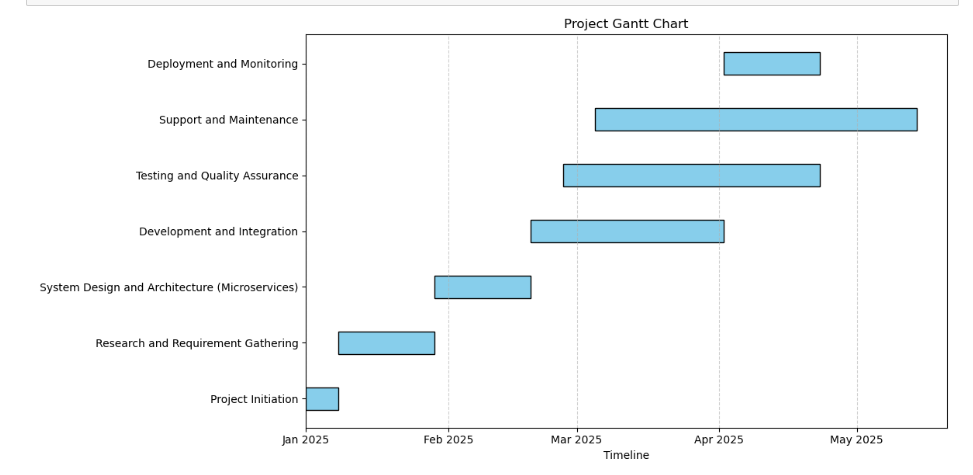 Project Gantt Chart
Deployment and Monitoring
Support and Maintenance
Testing and Quality Assurance
Development and Integration
System Design and Architecture (Microservices)
Research and Requirement Gathering
Project Initiation
Jan 2025 Feb 2025 Mar 2025 Apr 2025 May 2025
Timeline